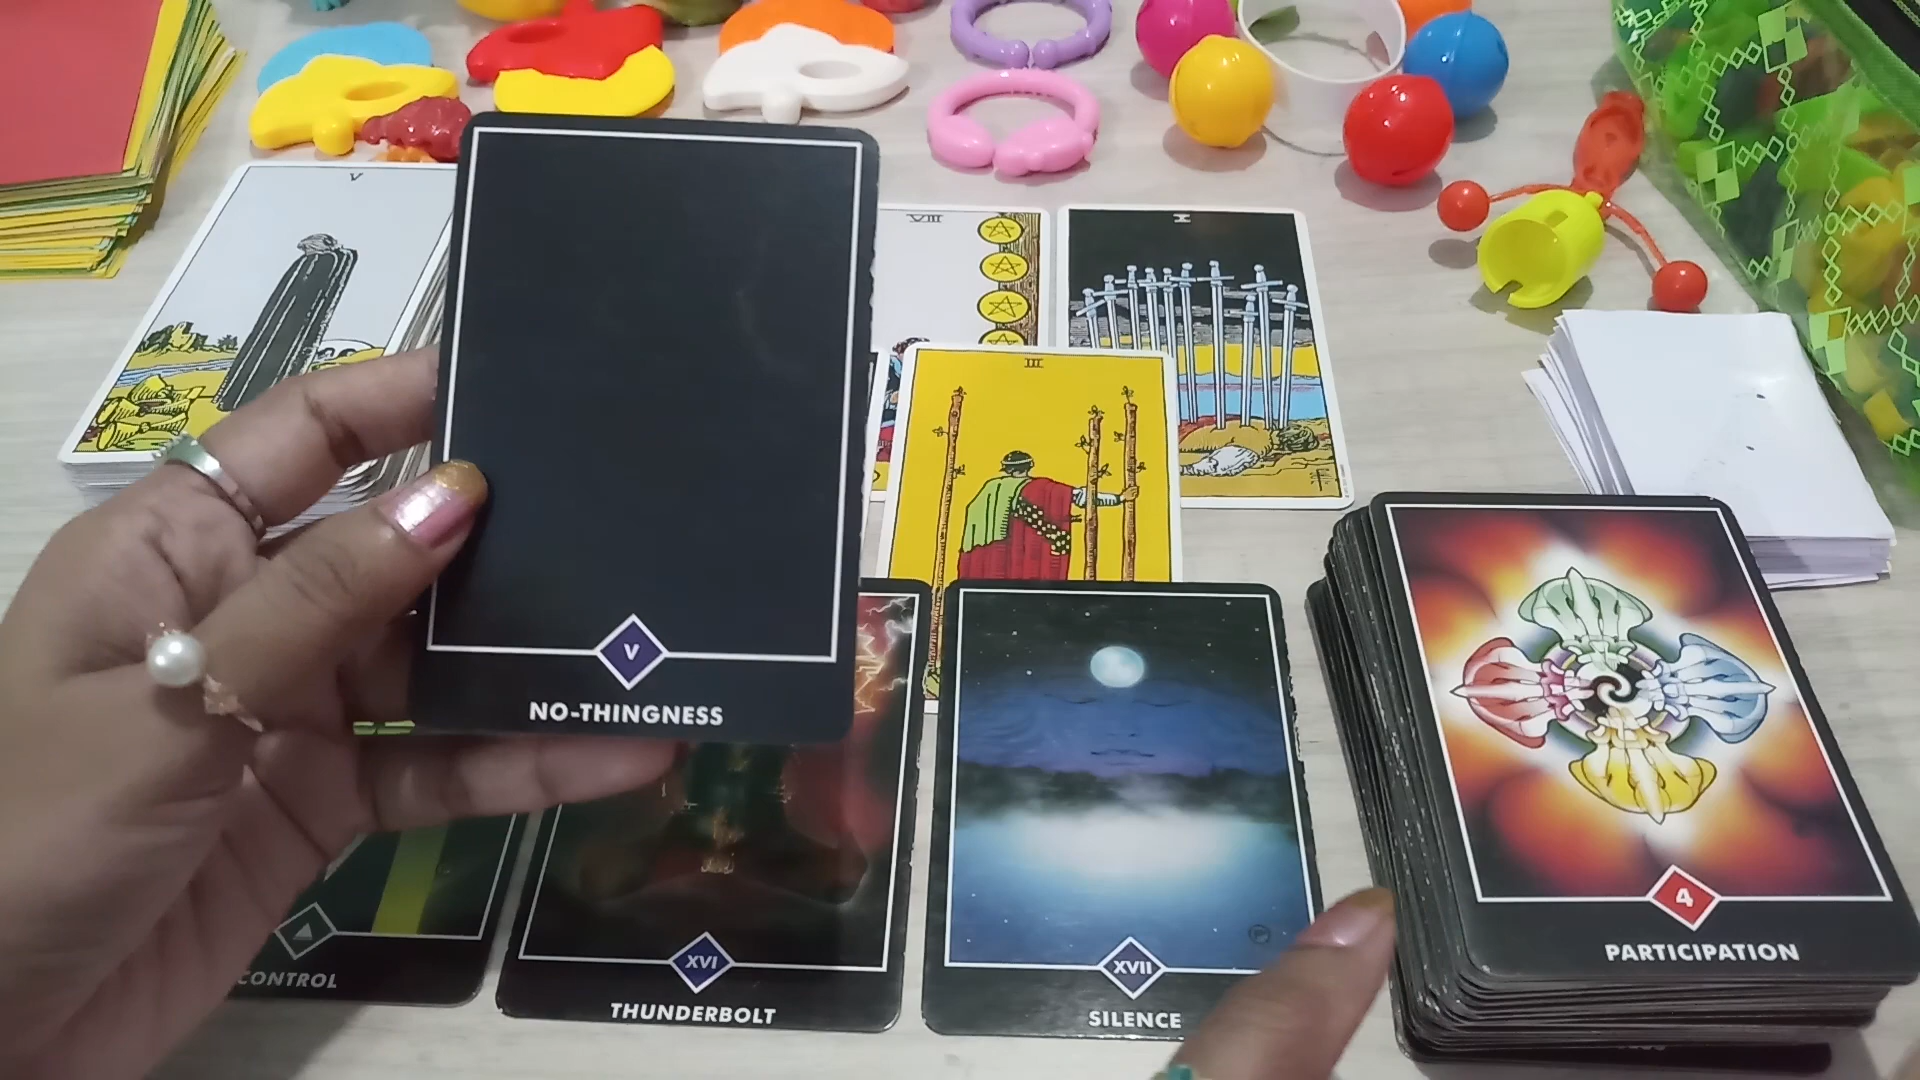 V
VIII
X
III
V
NO-THINGNESS
CONTROL
XVI
THUNDERBOLT
XVII
SILENCE
4
PARTICIPATION